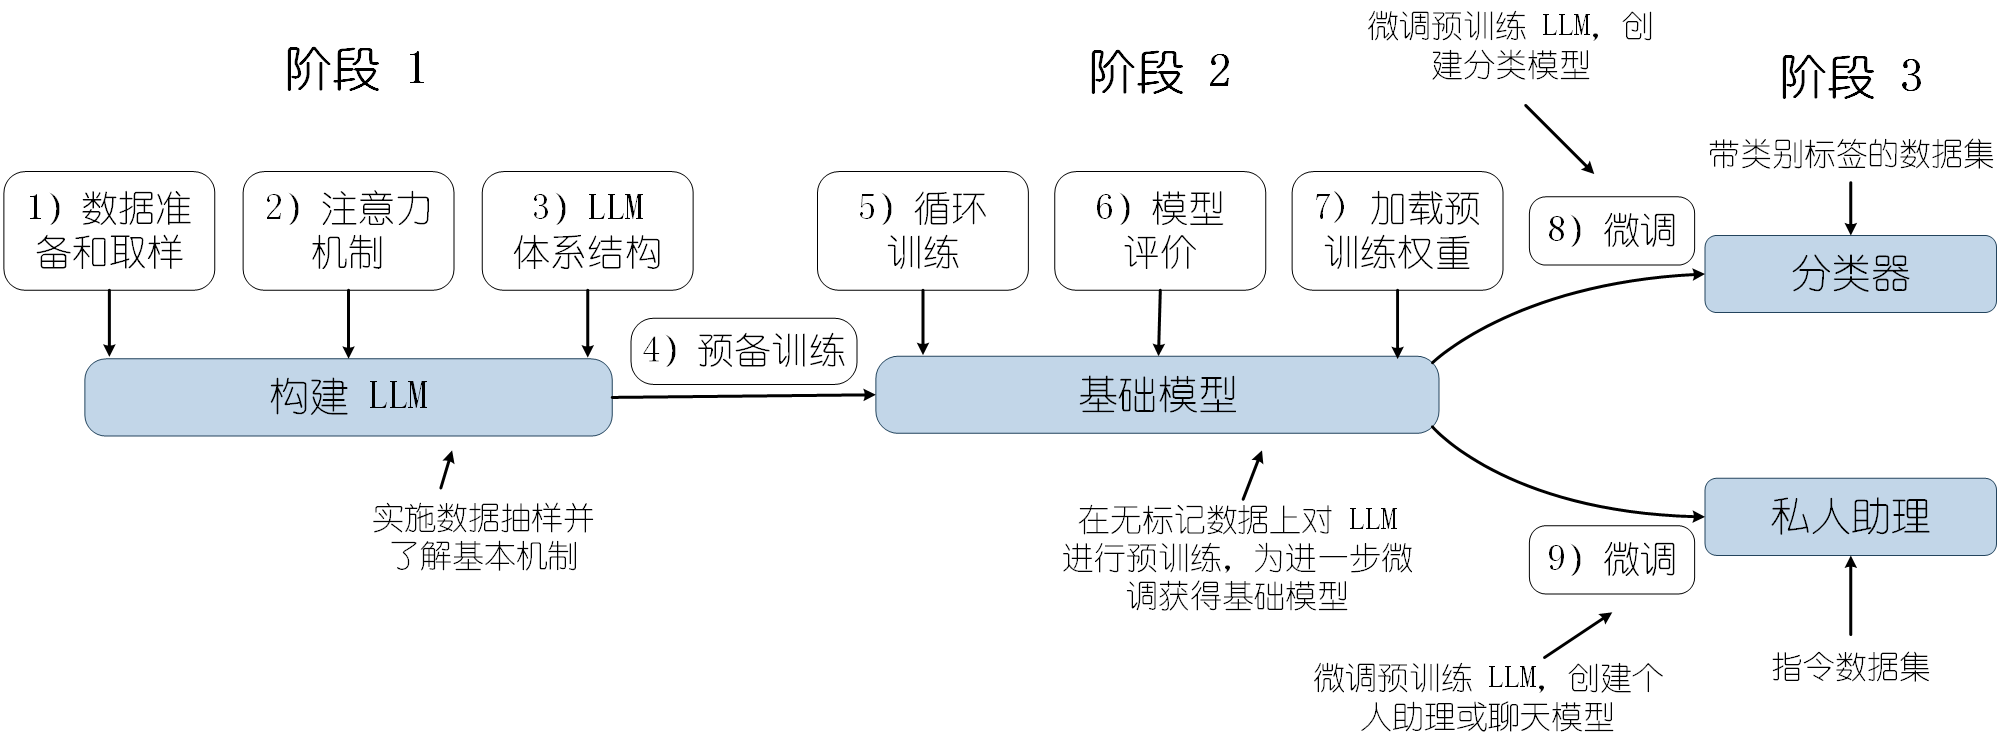 阶段 1
1) 数据准
备和取样
2) 注意力
机制
3) LLM
体系结构
构建 LLM
实施数据抽样并
了解基本机制
4) 预备训练
阶段 2
5) 循环
训练
6) 模型
评价
7) 加载预
训练权重
基础模型
在无标记数据上对 LLM
进行预训练，为进一步微
调获得基础模型
阶段 3
微调预训练 LLM，创
建分类模型
8) 微调
带类别标签的数据集
分类器
私人助理
9) 微调
微调预训练 LLM，创建个
人助理或聊天模型
指令数据集